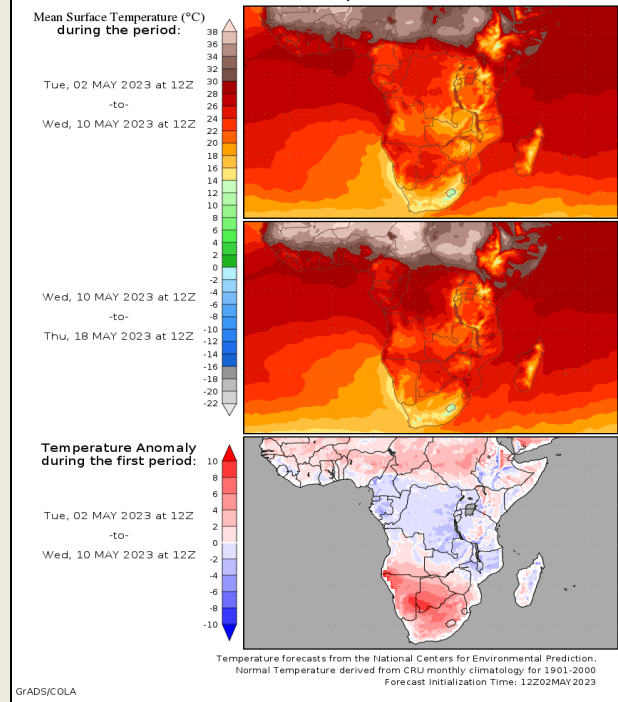 Mean Surface Temperature (°C)
during the period:
38
36
34
32
30
28
26
24
22
20
18
16
14
12
10
8
6
4
2
0
-2
-4
-6
-8
-10
-12
-14
-16
-18
-20
-22
Tue, 02 MAY 2023 at 12Z
-to-
Wed, 10 MAY 2023 at 12Z
Wed, 10 MAY 2023 at 12Z
-to-
Thu, 18 MAY 2023 at 12Z
Temperature Anomaly
during the first period:
10
8
6
4
2
0
-2
-4
-6
-8
-10
Tue, 02 MAY 2023 at 12Z
-to-
Wed, 10 MAY 2023 at 12Z
Temperature forecasts from the National Centers for Environmental Prediction.
Normal Temperature derived from CRU monthly climatology for 1901-2000
Forecast Initialization Time: 12Z02MAY2023
GrADS/COLA